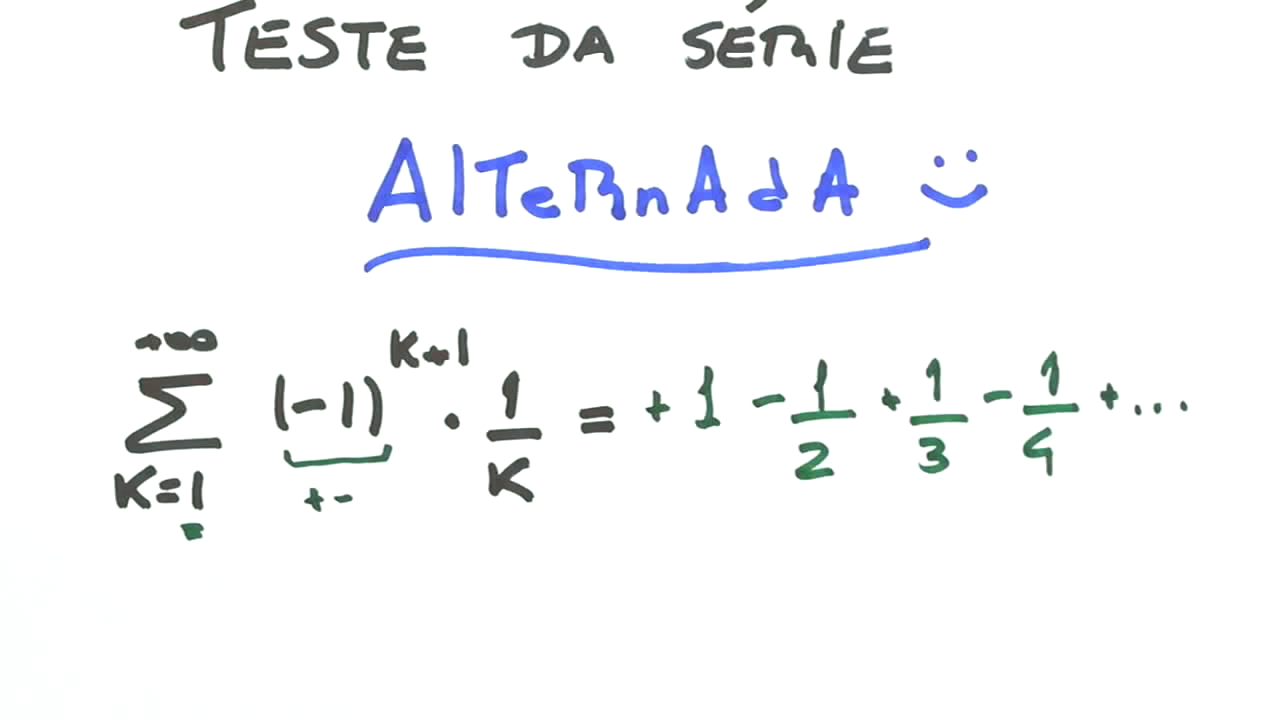 TESTE DA SÉRIE
AlTeRnAdA
+∞ K+1
∑ (-1) · 1/K = +1 - 1/2 + 1/3 - 1/4 + ...
K=1 + -